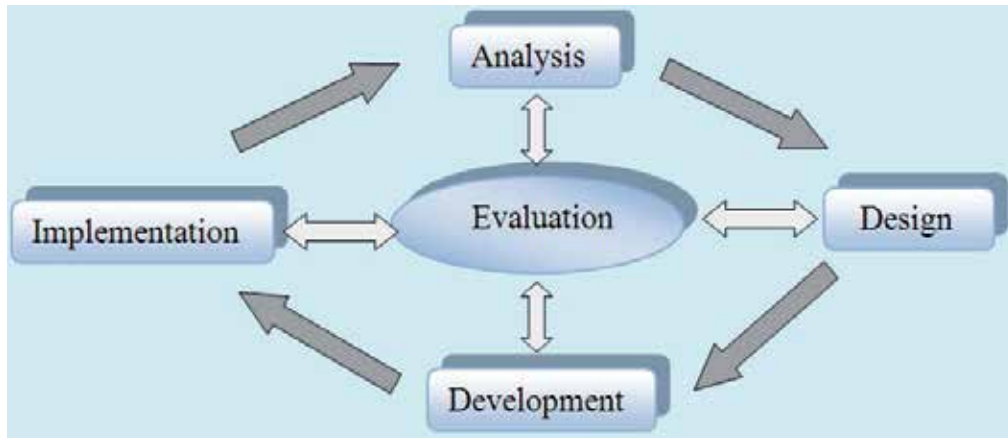 Analysis
Implementation
Evaluation
Design
Development